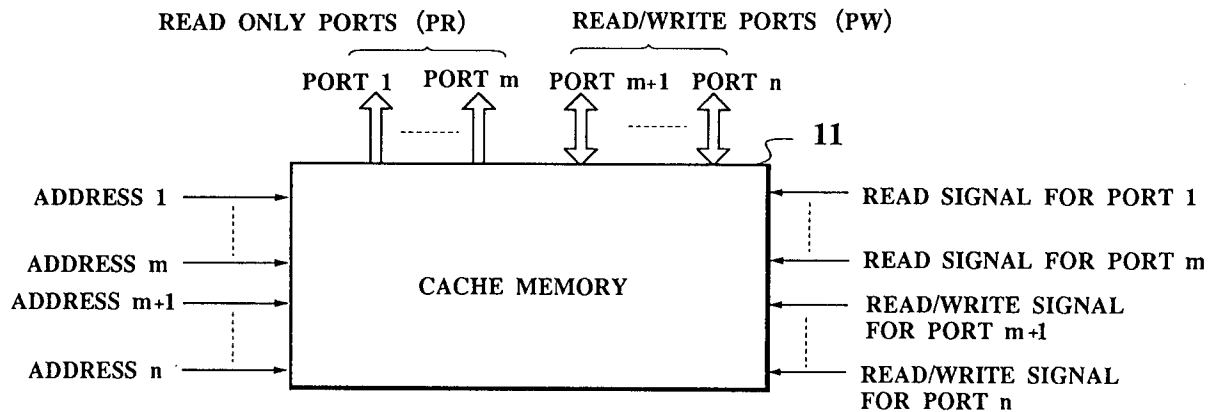 READ ONLY PORTS (PR)
READ/WRITE PORTS (PW)
PORT 1
PORT m
PORT m+1
PORT n
11
ADDRESS 1
ADDRESS m
ADDRESS m+1
ADDRESS n
CACHE MEMORY
READ SIGNAL FOR PORT 1
READ SIGNAL FOR PORT m
READ/WRITE SIGNAL
FOR PORT m+1
READ/WRITE SIGNAL
FOR PORT n